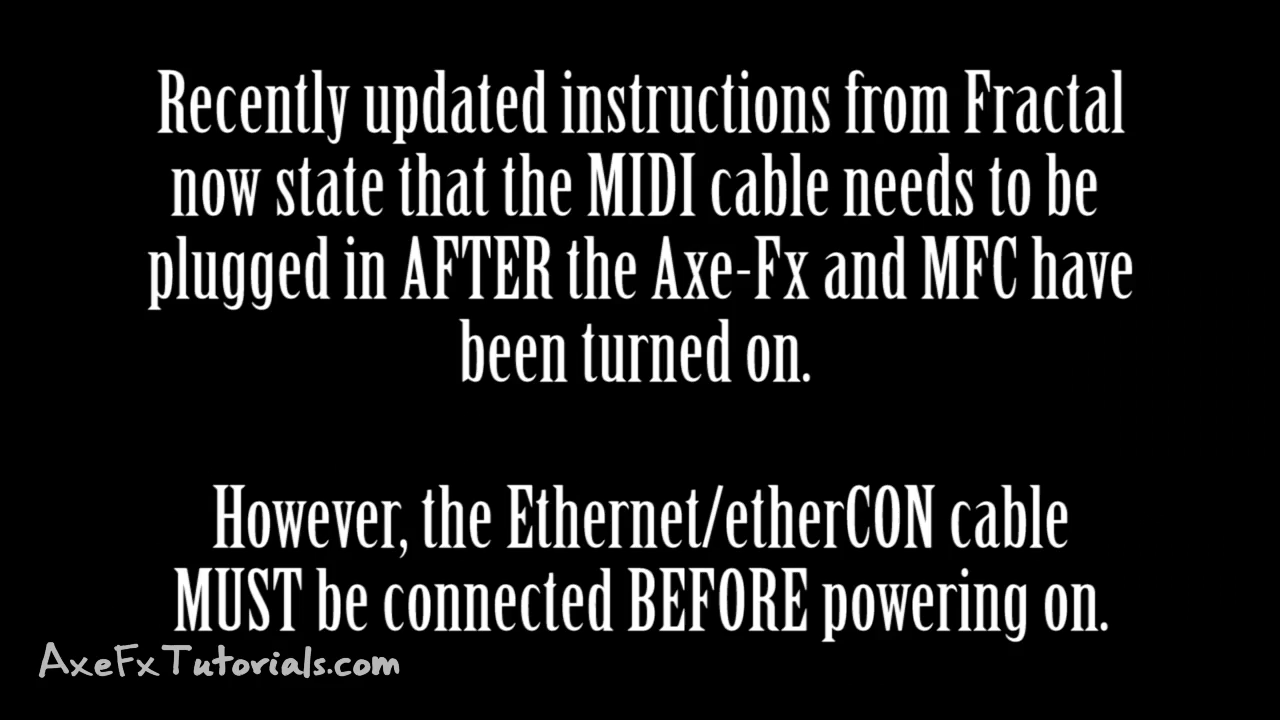 Recently updated instructions from Fractal
now state that the MIDI cable needs to be
plugged in AFTER the Axe-Fx and MFC have
been turned on.
However, the Ethernet/etherCON cable
MUST be connected BEFORE powering on.
AxeFxTutorials.com